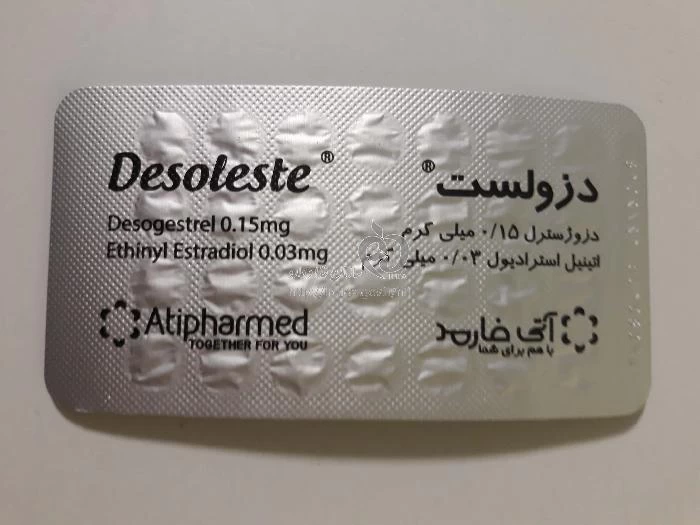 Desoleste®
Desogestrel 0.15mg
Ethinyl Estradiol 0.03mg
Atipharmed
TOGETHER FOR YOU
دزولست®
دزوژسترل ۰/۱۵ میلی گرم
اتینیل استرادیول ۰/۰۳ میلی گرم
آتی فارمد
با هم برای شما